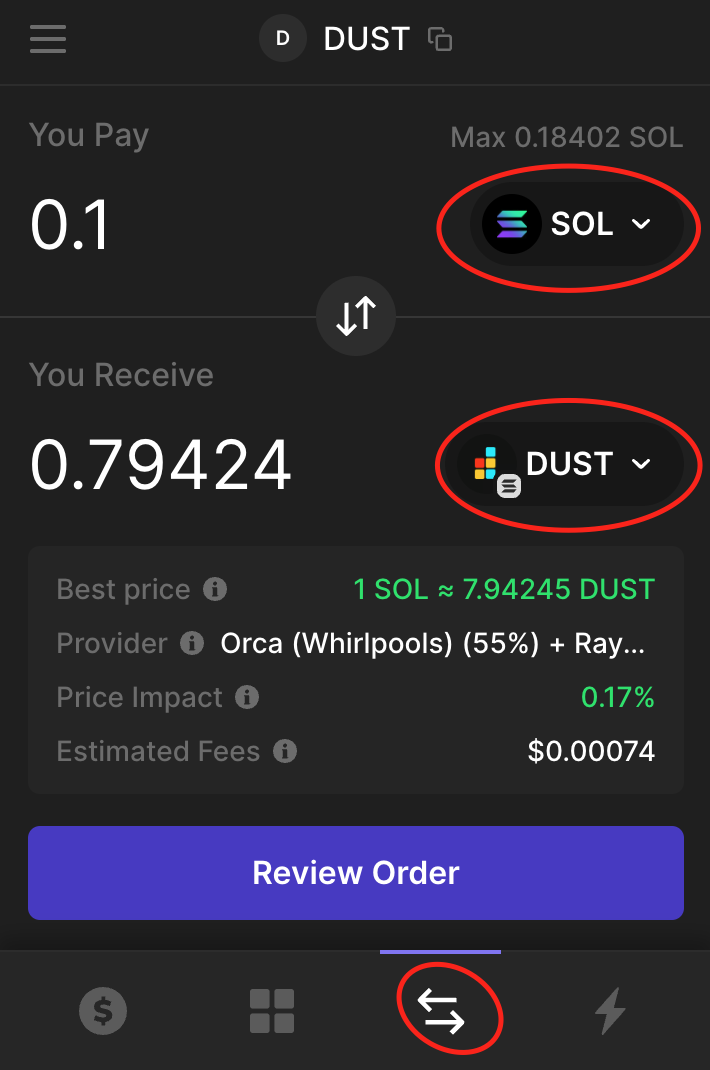 D DUST
You Pay Max 0.18402 SOL
0.1 SOL
You Receive
0.79424 DUST
Best price 1 SOL ≈ 7.94245 DUST
Provider Orca (Whirlpools) (55%) + Ray...
Price Impact 0.17%
Estimated Fees $0.00074
Review Order
$